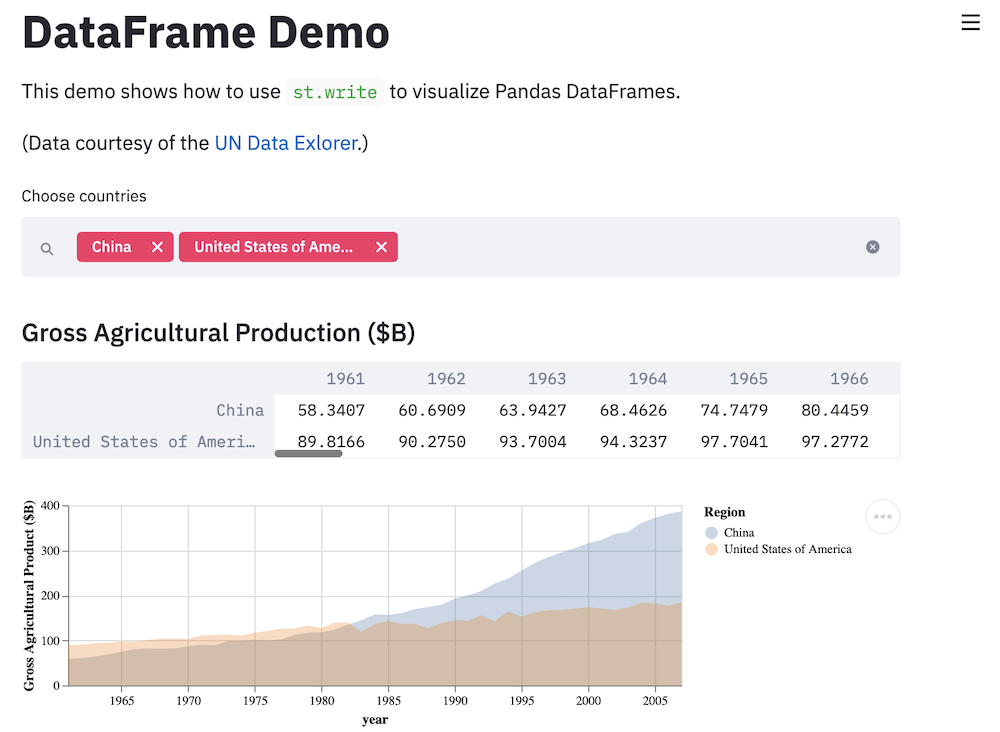 DataFrame Demo
This demo shows how to use st.write to visualize Pandas DataFrames.
(Data courtesy of the UN Data Exlorer.)
Choose countries
China United States of Ame...
Gross Agricultural Production ($B)
1961 1962 1963 1964 1965 1966
China 58.3407 60.6909 63.9427 68.4626 74.7479 80.4459
United States of Ameri… 89.8166 90.2750 93.7004 94.3237 97.7041 97.2772
Gross Agricultural Product ($B)
400
300
200
100
0
1965 1970 1975 1980 1985 1990 1995 2000 2005
year
Region
China
United States of America